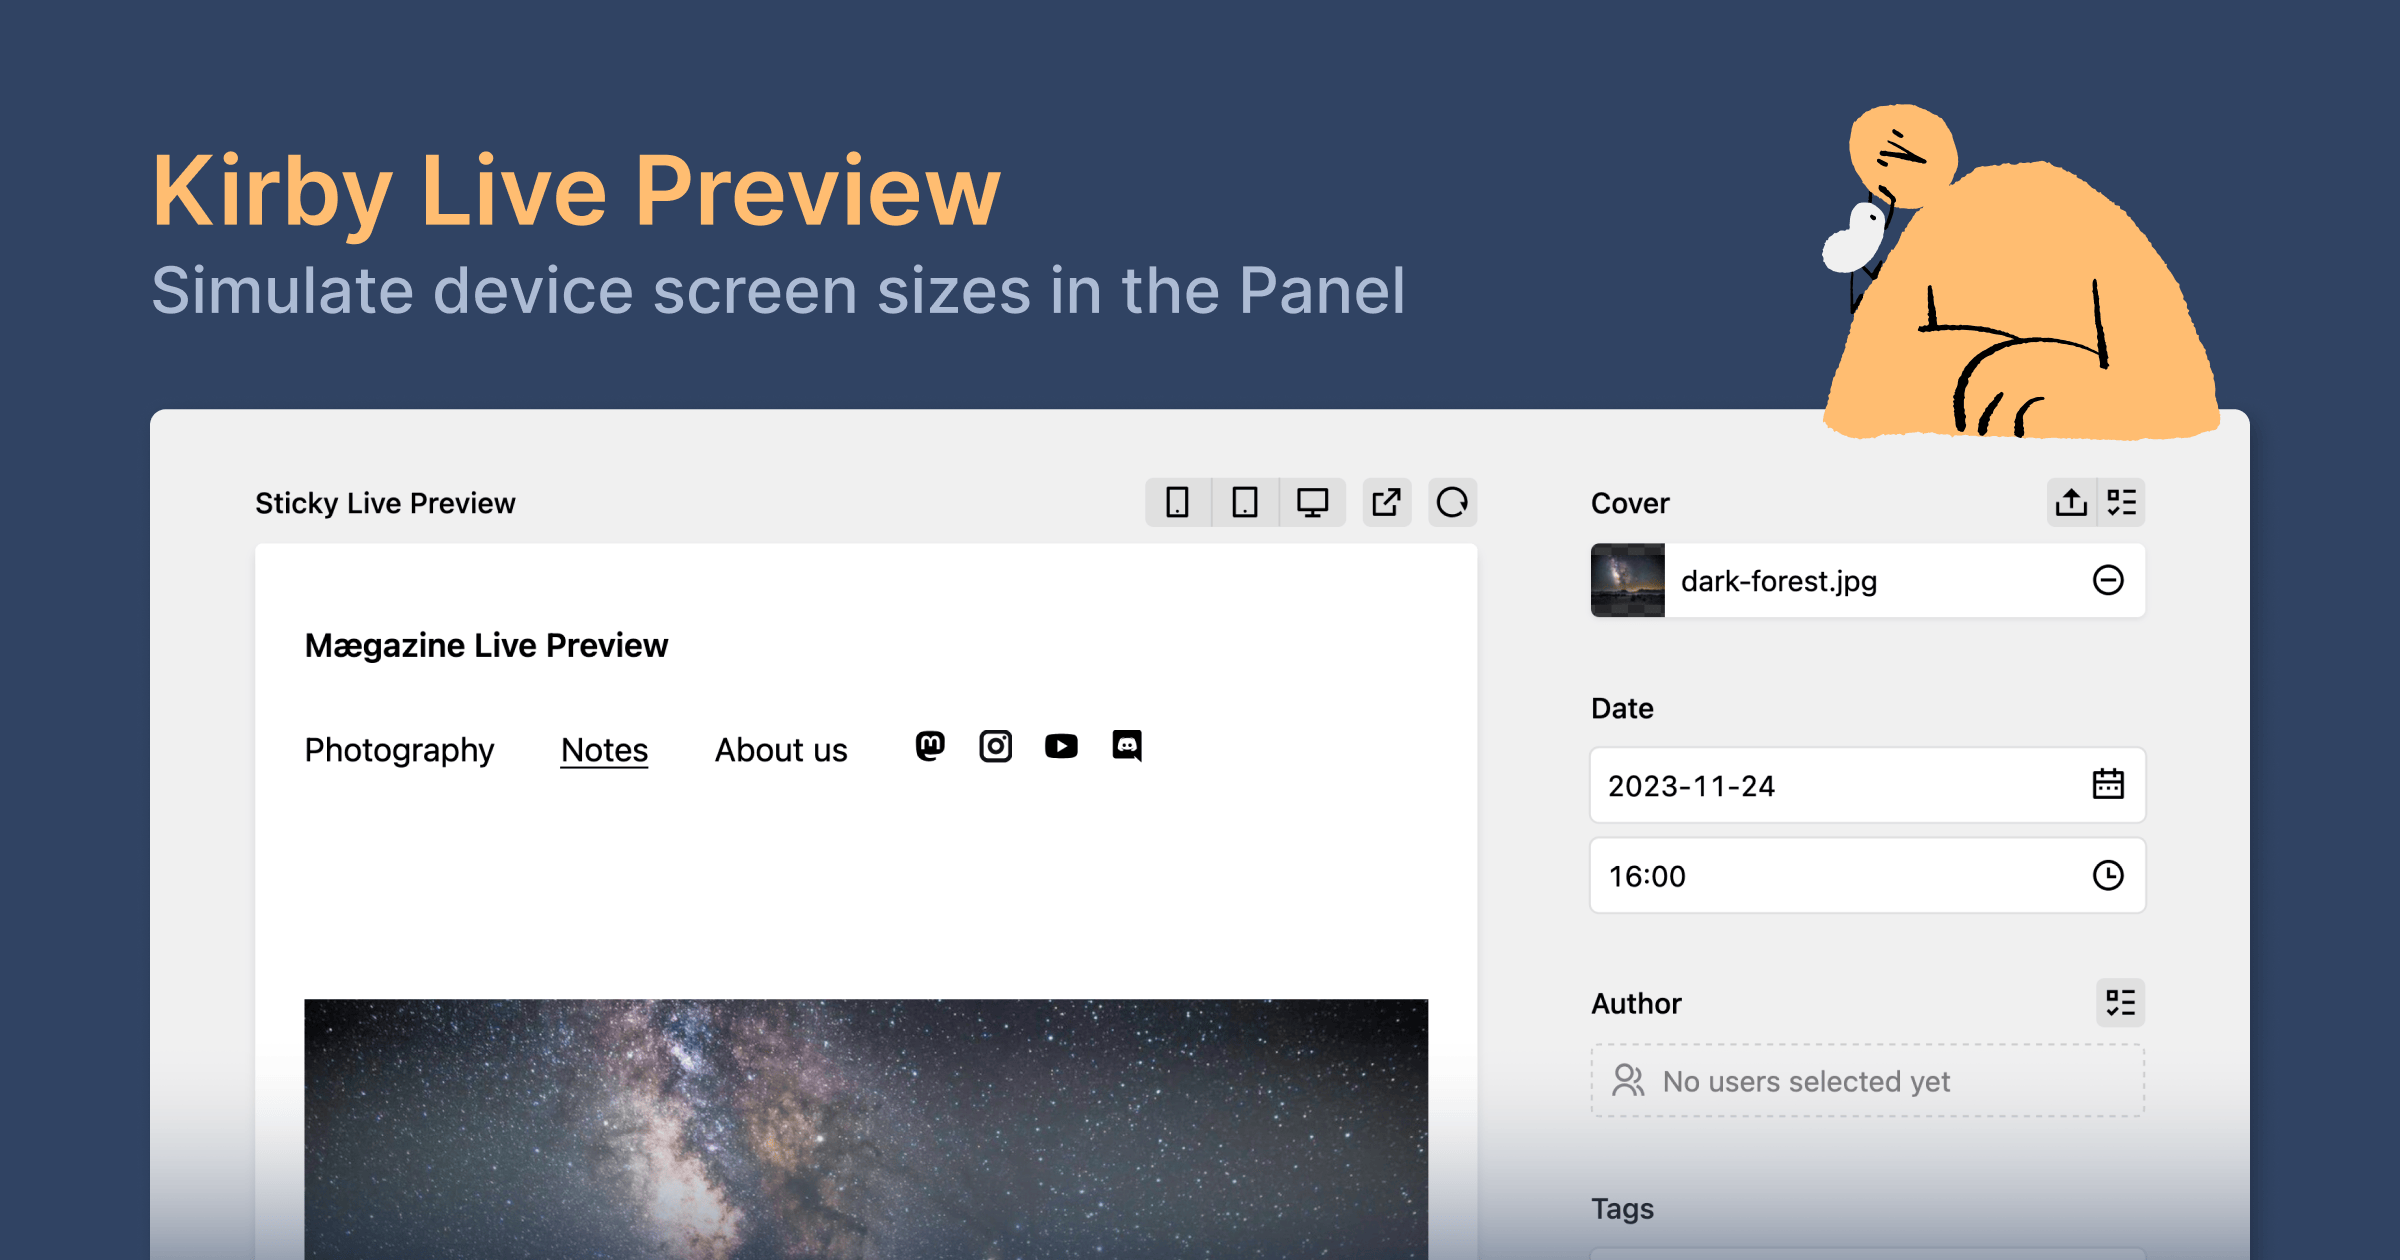 Kirby Live Preview
Simulate device screen sizes in the Panel
Sticky Live Preview
Mægazine Live Preview
Photography Notes About us
Cover
dark-forest.jpg
Date
2023-11-24
16:00
Author
No users selected yet
Tags